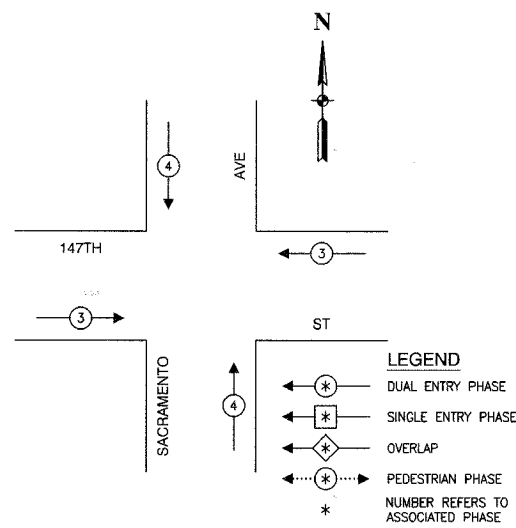 N
4
AVE
147TH
3
3
ST
4
SACRAMENTO
LEGEND
* DUAL ENTRY PHASE
* SINGLE ENTRY PHASE
* OVERLAP
* PEDESTRIAN PHASE
* NUMBER REFERS TO
ASSOCIATED PHASE